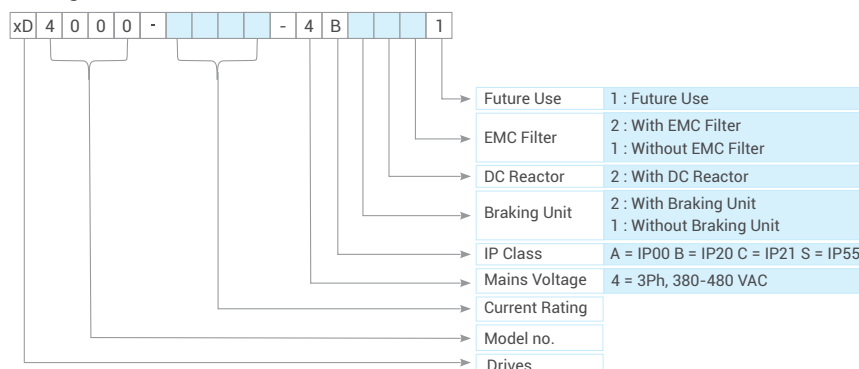 xD 4 0 0 0 - - 4 B 1
Future Use 1 : Future Use
EMC Filter 2 : With EMC Filter
1 : Without EMC Filter
DC Reactor 2 : With DC Reactor
Braking Unit 2 : With Braking Unit
1 : Without Braking Unit
IP Class A = IP00 B = IP20 C = IP21 S = IP55
Mains Voltage 4 = 3Ph, 380-480 VAC
Current Rating
Model no.
Drives